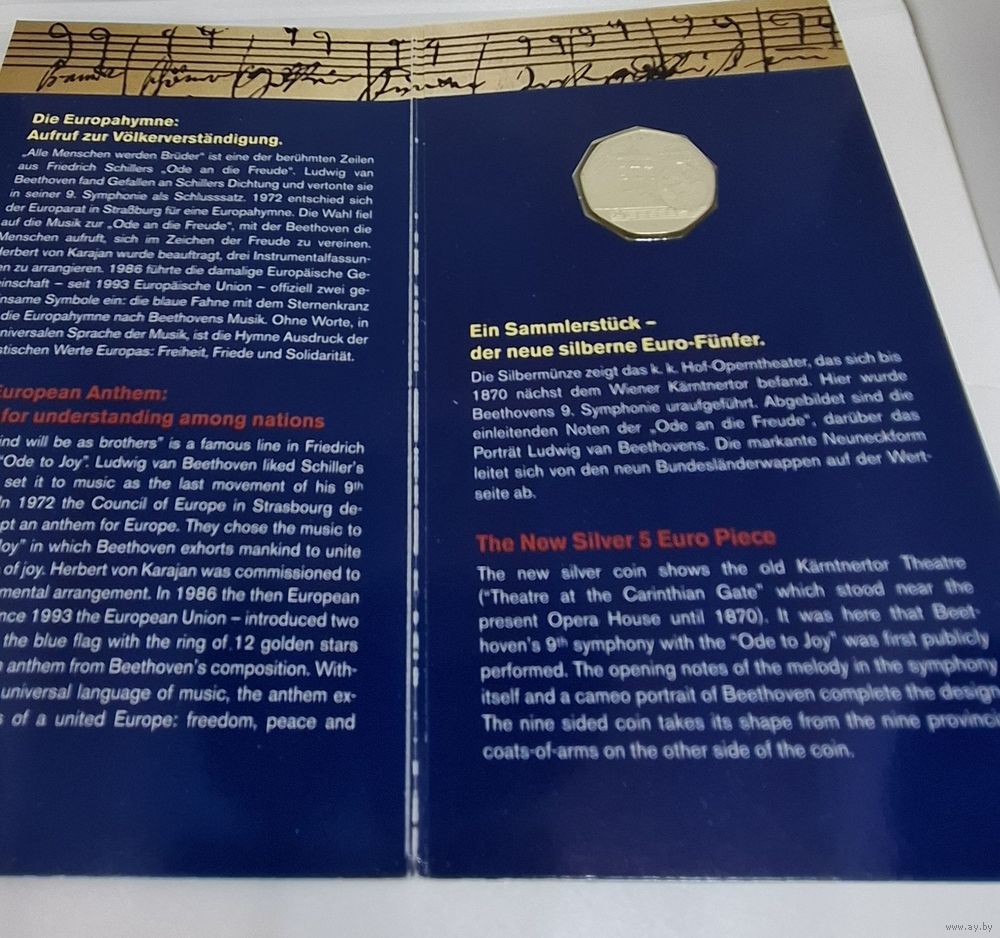 Die Europahymne:
Aufruf zur Völkerverständigung.
„Alle Menschen werden Brüder“ ist eine der berühmten Zeilen
aus Friedrich Schillers „Ode an die Freude“. Ludwig van
Beethoven fand Gefallen an Schillers Dichtung und vertonte sie
in seiner 9. Symphonie als Schlusssatz. 1972 entschied sich
der Europarat in Straßburg für eine Europahymne. Die Wahl fiel
auf die Musik zur „Ode an die Freude“, mit der Beethoven die
Menschen aufruft, sich im Zeichen der Freude zu vereinen.
Herbert von Karajan wurde beauftragt, drei Instrumentalfassun-
en zu arrangieren. 1986 führte die damalige Europäische Ge-
einschaft – seit 1993 Europäische Union – offiziell zwei ge-
nsame Symbole ein: die blaue Fahne mit dem Sternenkranz
die Europahymne nach Beethovens Musik. Ohne Worte, in
niversalen Sprache der Musik, ist die Hymne Ausdruck der
stischen Werte Europas: Freiheit, Friede und Solidarität.
European Anthem:
for understanding among nations
ind will be as brothers” is a famous line in Friedrich
“Ode to Joy”. Ludwig van Beethoven liked Schiller’s
set it to music as the last movement of his 9th
In 1972 the Council of Europe in Strasbourg de-
pt an anthem for Europe. They chose the music to
Joy” in which Beethoven exhorts mankind to unite
of joy. Herbert von Karajan was commissioned to
mental arrangement. In 1986 the then European
nce 1993 the European Union – introduced two
the blue flag with the ring of 12 golden stars
anthem from Beethoven’s composition. With-
universal language of music, the anthem ex-
s of a united Europe: freedom, peace and
Ein Sammlerstück –
der neue silberne Euro-Fünfer.
Die Silbermünze zeigt das k. k. Hof-Operntheater, das sich bis
1870 nächst dem Wiener Kärntnertor befand. Hier wurde
Beethovens 9. Symphonie uraufgeführt. Abgebildet sind die
einleitenden Noten der „Ode an die Freude“, darüber das
Porträt Ludwig van Beethovens. Die markante Neuneckform
leitet sich von den neun Bundesländerwappen auf der Wert-
seite ab.
The New Silver 5 Euro Piece
The new silver coin shows the old Kärntnertor Theatre
(“Theatre at the Carinthian Gate” which stood near the
present Opera House until 1870). It was here that Beet-
hoven’s 9th symphony with the “Ode to Joy” was first publicly
performed. The opening notes of the melody in the symphony
itself and a cameo portrait of Beethoven complete the design
The nine sided coin takes its shape from the nine provinci
coats-of-arms on the other side of the coin.
www.ay.by